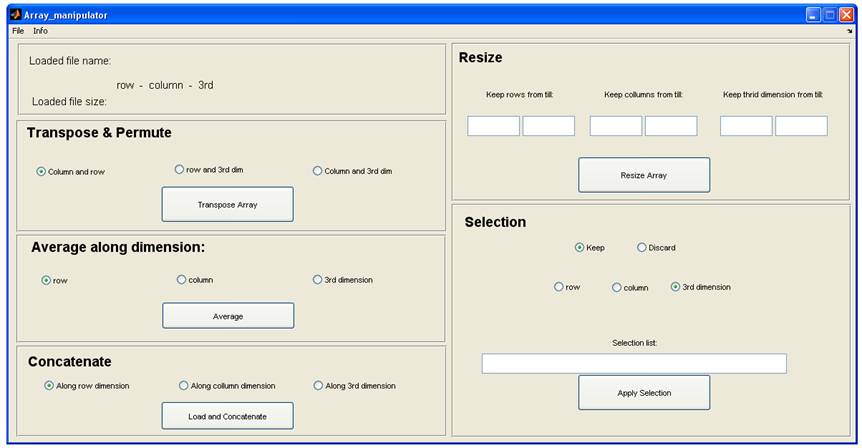 Array_manipulator
File Info
Loaded file name:
row - column - 3rd
Loaded file size:
Transpose & Permute
Column and row
row and 3rd dim
Column and 3rd dim
Transpose Array
Average along dimension:
row
column
3rd dimension
Average
Concatenate
Along row dimension
Along collumn dimension
Along 3rd dimension
Load and Concatenate
Resize
Keep rows from till:
Keep collumns from till:
Keep thrid dimension from till:
Resize Array
Selection
Keep
Discard
row
column
3rd dimension
Selection list:
Apply Selection